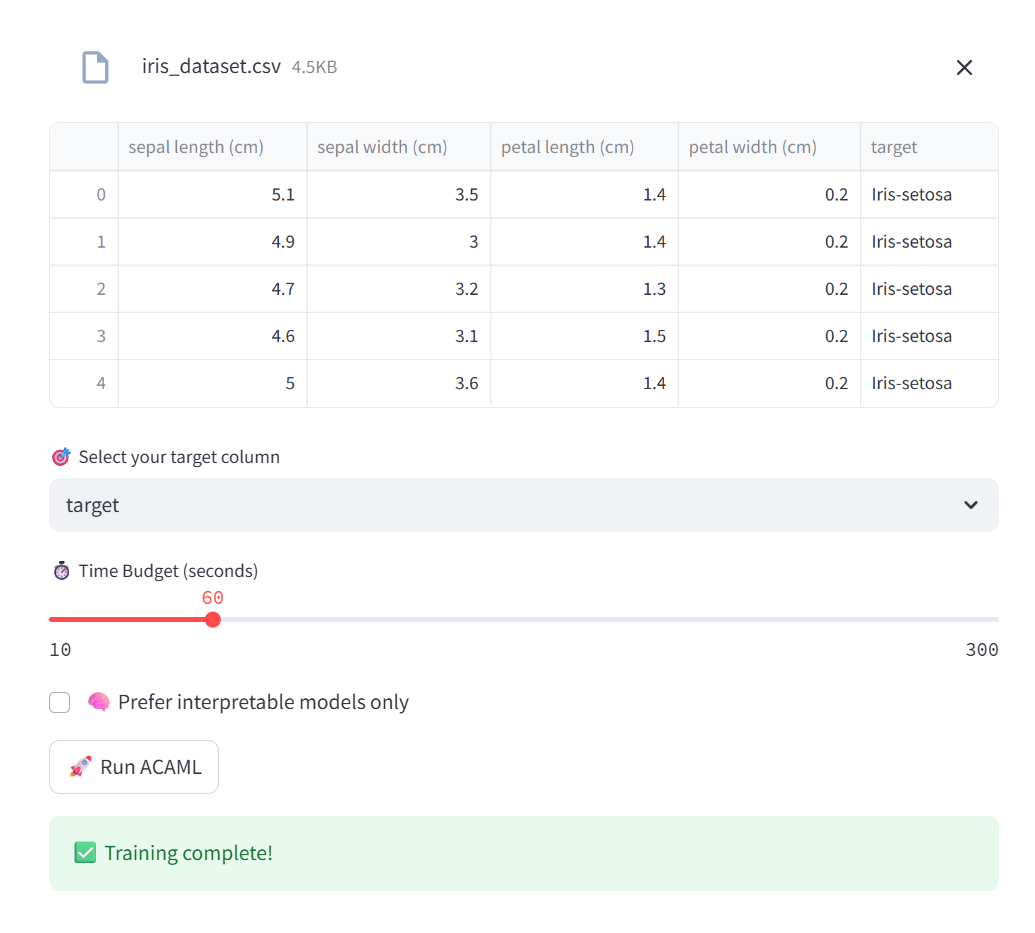 iris_dataset.csv 4.5KB
sepal length (cm) sepal width (cm) petal length (cm) petal width (cm) target
0 5.1 3.5 1.4 0.2 Iris-setosa
1 4.9 3 1.4 0.2 Iris-setosa
2 4.7 3.2 1.3 0.2 Iris-setosa
3 4.6 3.1 1.5 0.2 Iris-setosa
4 5 3.6 1.4 0.2 Iris-setosa
🎯 Select your target column
target
⏱️ Time Budget (seconds)
60
10 300
🧠 Prefer interpretable models only
🚀 Run ACAML
✅ Training complete!